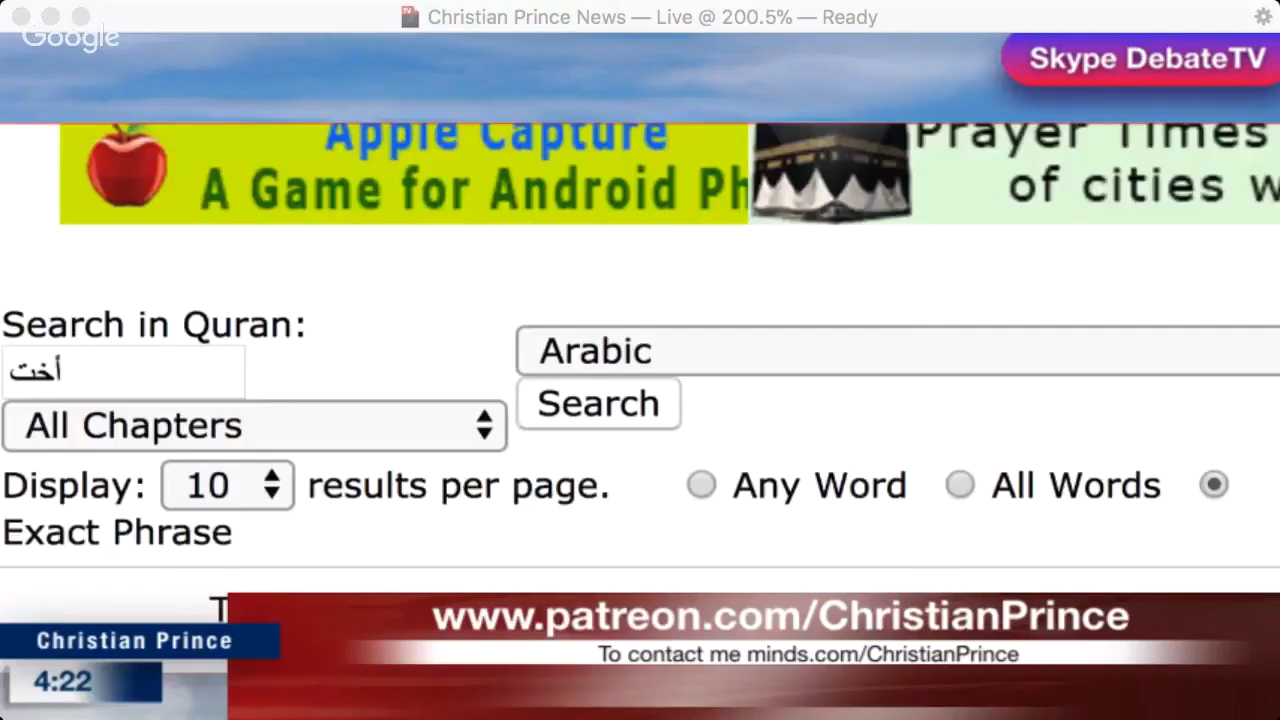 Christian Prince News — Live @ 200.5% — Ready
Google
Skype DebateTV
Apple Capture
A Game for Android Ph
Prayer Times
of cities w
Search in Quran:
أخت
Arabic
All Chapters
Search
Display: 10 results per page. Any Word All Words
Exact Phrase
T
www.patreon.com/ChristianPrince
To contact me minds.com/ChristianPrince
Christian Prince
4:22